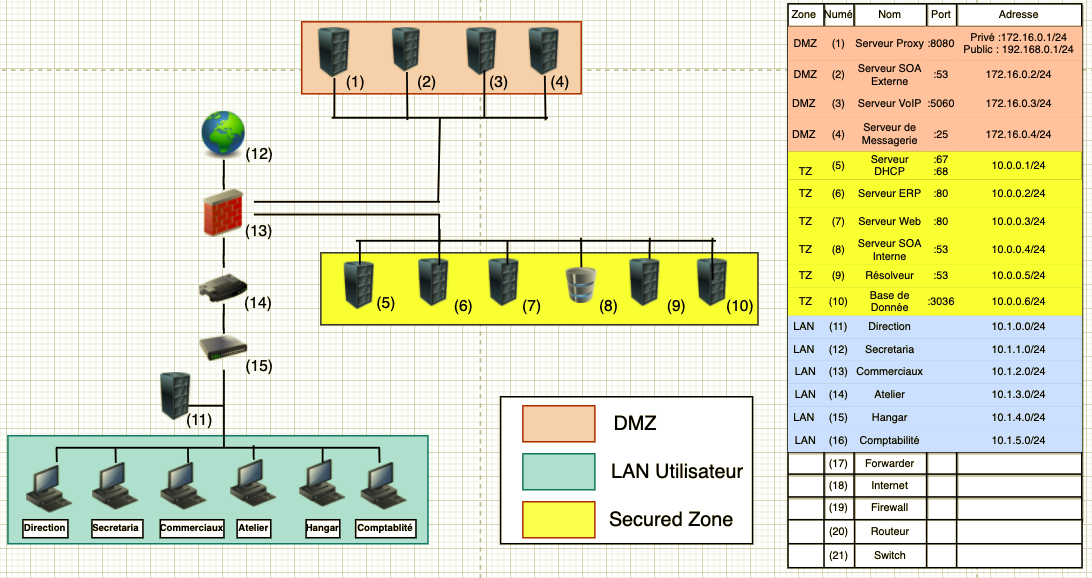 (1)
(2)
(3)
(4)
(12)
(13)
(14)
(15)
(11)
(5)
(6)
(7)
(8)
(9)
(10)
Direction
Secretaria
Commerciaux
Atelier
Hangar
Comptablité
DMZ
LAN Utilisateur
Secured Zone
Zone Numé Nom Port Adresse
DMZ (1) Serveur Proxy :8080 Privé :172.16.0.1/24
Public : 192.168.0.1/24
DMZ (2) Serveur SOA Externe :53 172.16.0.2/24
DMZ (3) Serveur VoIP :5060 172.16.0.3/24
DMZ (4) Serveur de Messagerie :25 172.16.0.4/24
TZ (5) Serveur DHCP :67 :68 10.0.0.1/24
TZ (6) Serveur ERP :80 10.0.0.2/24
TZ (7) Serveur Web :80 10.0.0.3/24
TZ (8) Serveur SOA Interne :53 10.0.0.4/24
TZ (9) Résolveur :53 10.0.0.5/24
TZ (10) Base de Donnée :3036 10.0.0.6/24
LAN (11) Direction 10.1.0.0/24
LAN (12) Secretaria 10.1.1.0/24
LAN (13) Commerciaux 10.1.2.0/24
LAN (14) Atelier 10.1.3.0/24
LAN (15) Hangar 10.1.4.0/24
LAN (16) Comptabilité 10.1.5.0/24
(17) Forwarder
(18) Internet
(19) Firewall
(20) Routeur
(21) Switch